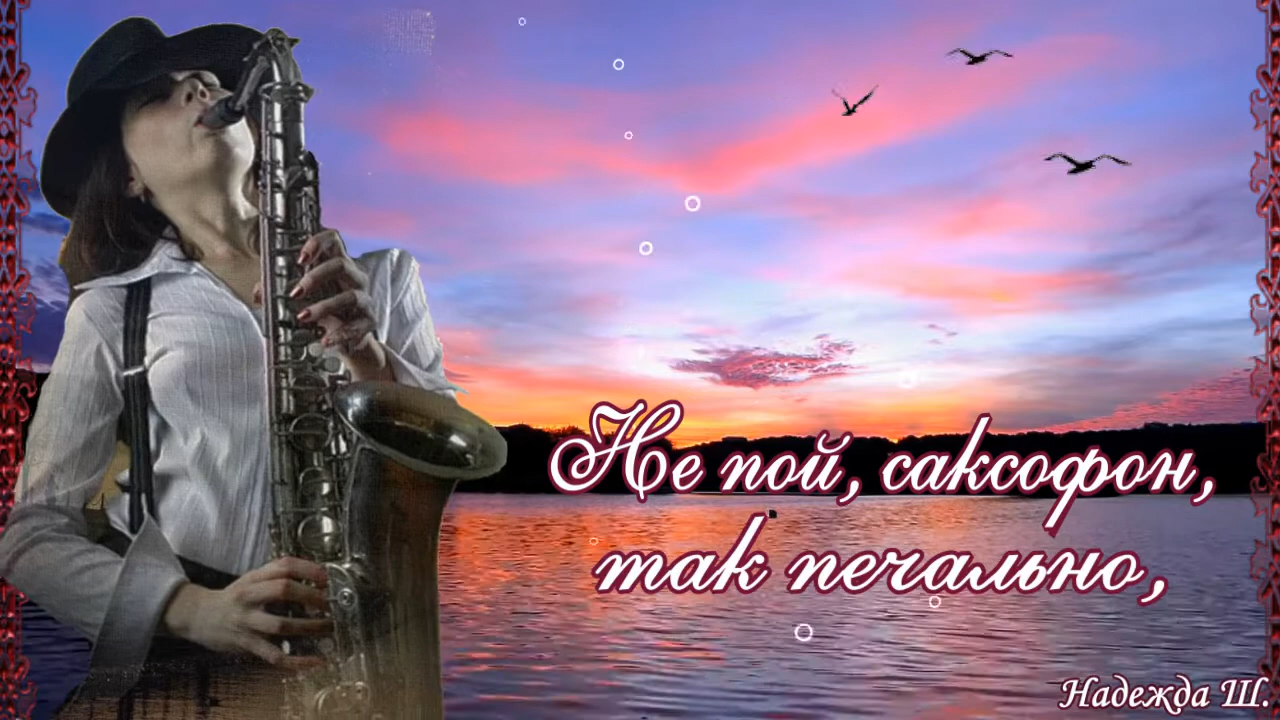 Не пой, саксофон,
так печально,
Надежда Ш.